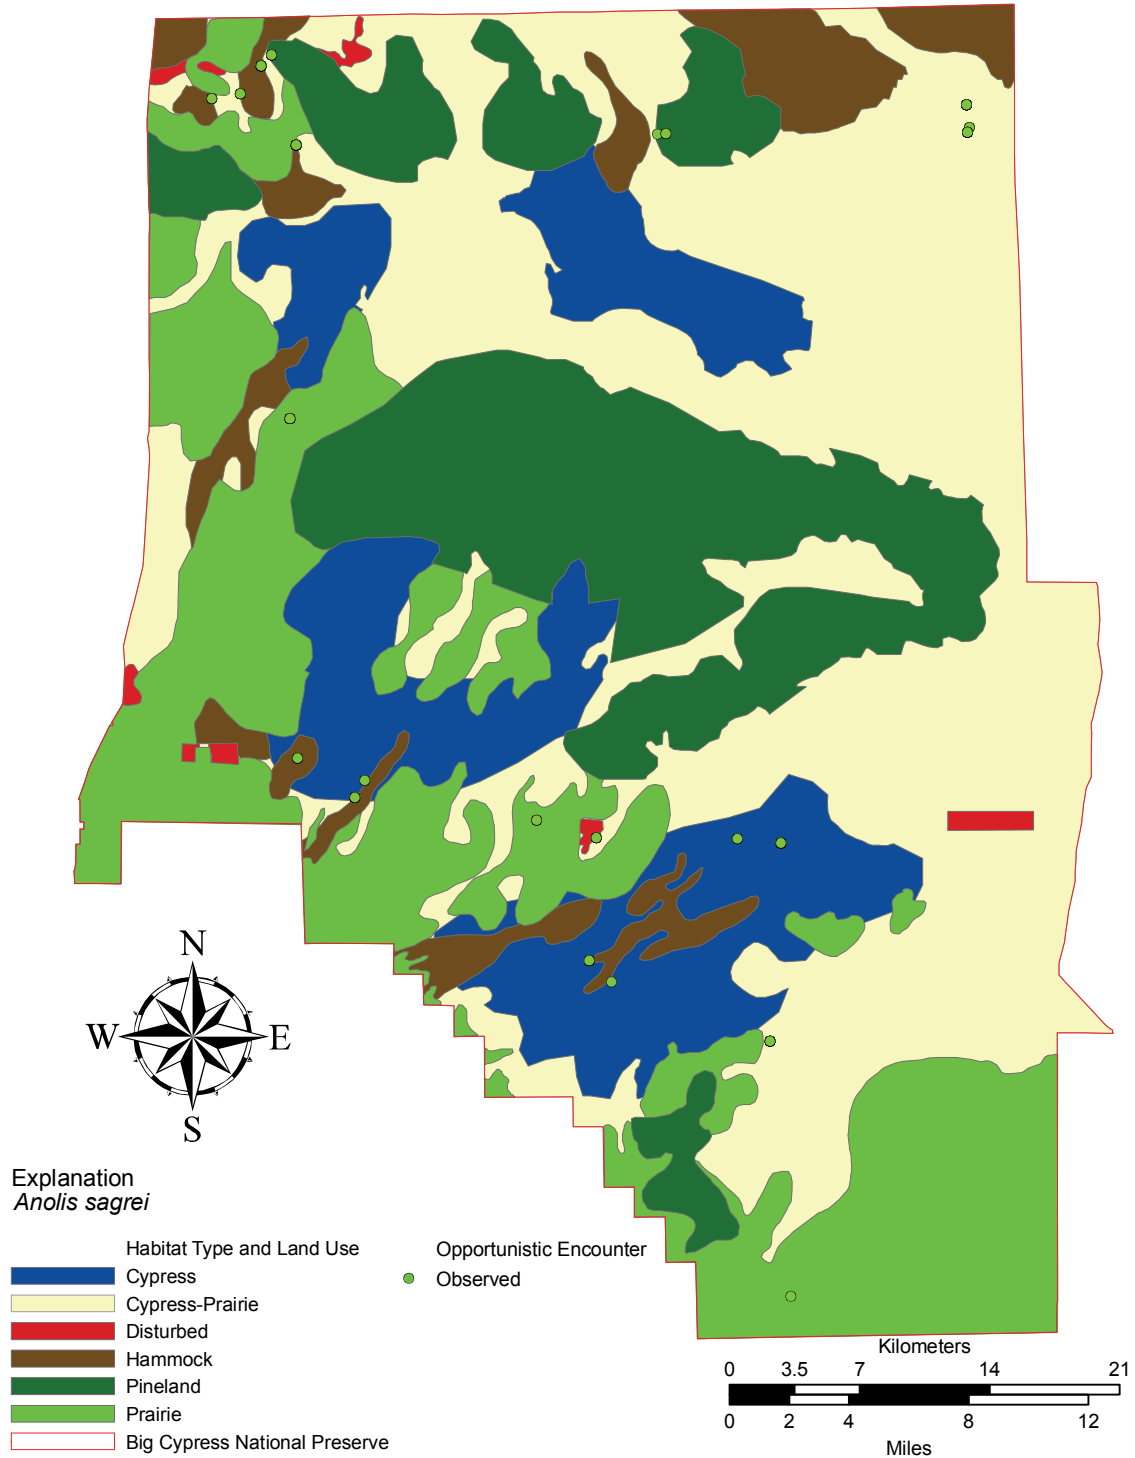 N
W E
S
Explanation
Anolis sagrei
Habitat Type and Land Use
Cypress
Cypress-Prairie
Disturbed
Hammock
Pineland
Prairie
Big Cypress National Preserve
Opportunistic Encounter
Observed
Kilometers
0 3.5 7 14 21
0 2 4 8 12
Miles